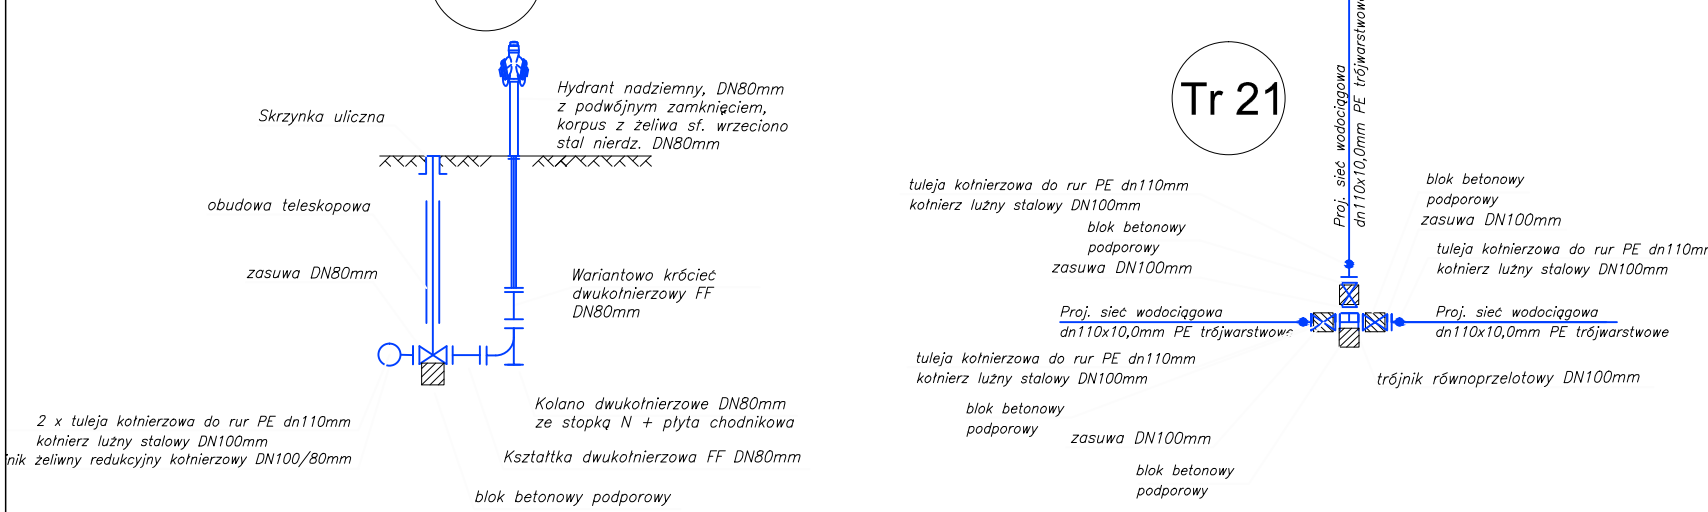 Hydrant nadziemny, DN80mm
z podwójnym zamknięciem,
korpus z żeliwa sf. wrzeciono
stal nierdz. DN80mm
Skrzynka uliczna
obudowa teleskopowa
zasuwa DN80mm
Wariantowo króciec
dwukołnierzowy FF
DN80mm
Kolano dwukołnierzowe DN80mm
ze stopką N + płyta chodnikowa
2 x tuleja kołnierzowa do rur PE dn110mm
kołnierz luźny stalowy DN100mm
żeliwny redukcyjny kołnierzowy DN100/80mm
Kształtka dwukołnierzowa FF DN80mm
blok betonowy podporowy
Tr 21
Proj. sieć wodociągowa
dn110x10,0mm PE trójwarstwowe
tuleja kołnierzowa do rur PE dn110mm
kołnierz luźny stalowy DN100mm
blok betonowy
podporowy
zasuwa DN100mm
blok betonowy
podporowy
zasuwa DN100mm
tuleja kołnierzowa do rur PE dn110mm
kołnierz luźny stalowy DN100mm
Proj. sieć wodociągowa
dn110x10,0mm PE trójwarstwowe
Proj. sieć wodociągowa
dn110x10,0mm PE trójwarstwowe
tuleja kołnierzowa do rur PE dn110mm
kołnierz luźny stalowy DN100mm
trójnik równoprzelotowy DN100mm
blok betonowy
podporowy
zasuwa DN100mm
blok betonowy
podporowy